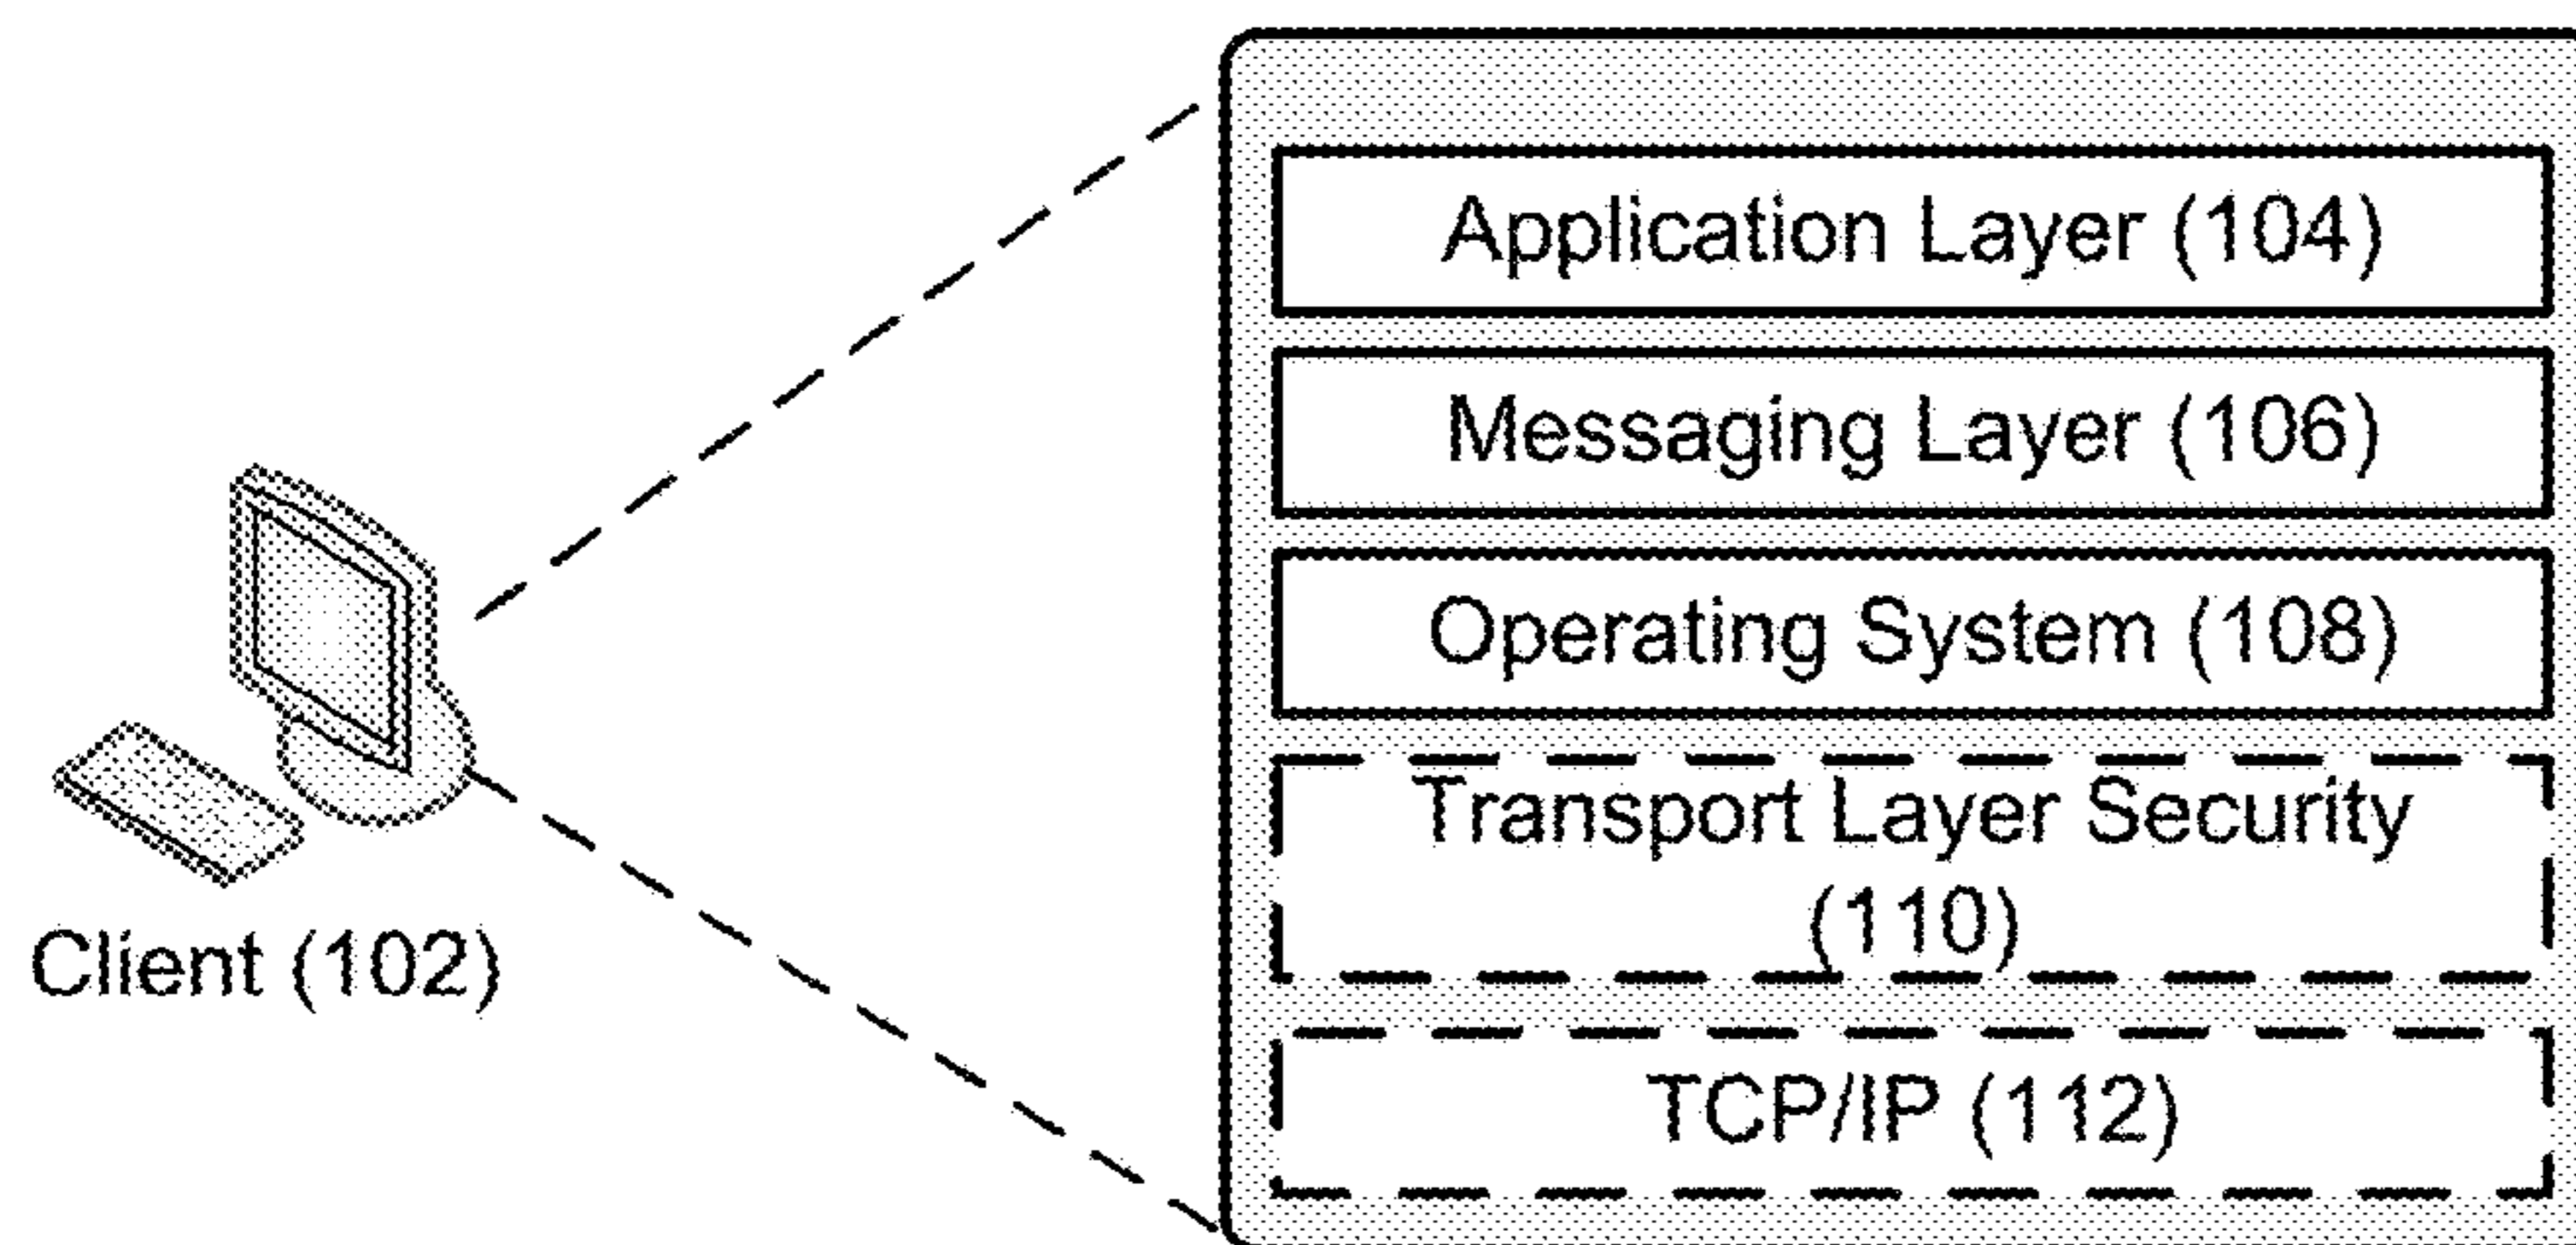 Application Layer (104)
Messaging Layer (106)
Operating System (108)
Transport Layer Security
(110)
TCP/IP (112)
Client (102)